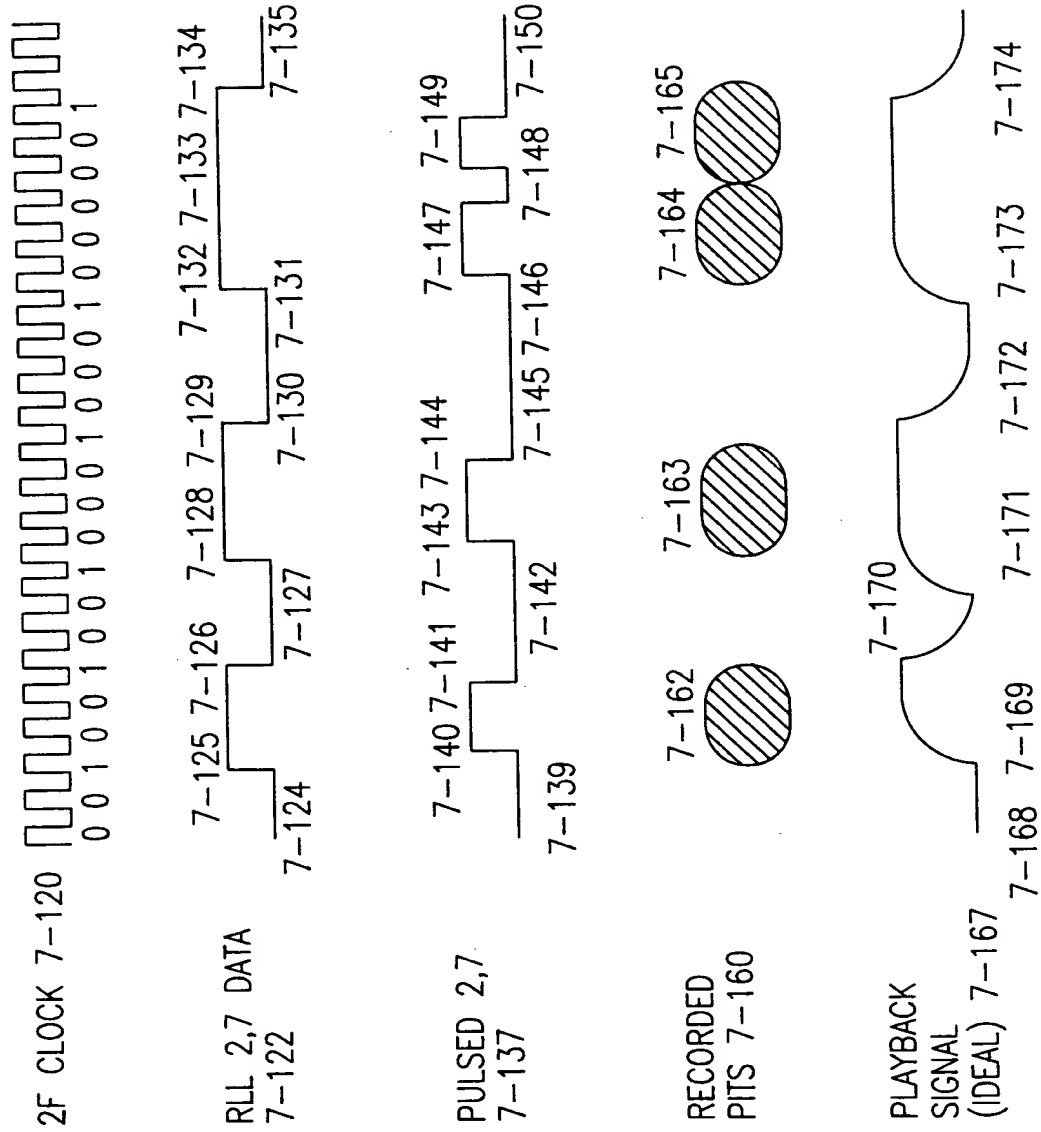 2F CLOCK 7-120
0 0 1 0 0 1 0 0 1 0 0 0 1 0 0 0 1 0 0 0 0 0 1
RLL 2,7 DATA
7-122
7-125 7-126 7-128 7-129 7-132 7-133 7-134
7-124 7-127 7-130 7-131 7-135
PULSED 2,7
7-137
7-140 7-141 7-143 7-144 7-147 7-149
7-139 7-142 7-145 7-146 7-148 7-150
RECORDED
PITS 7-160
7-162 7-163 7-164 7-165
PLAYBACK
SIGNAL
(IDEAL) 7-167
7-170
7-168 7-169 7-171 7-172 7-173 7-174